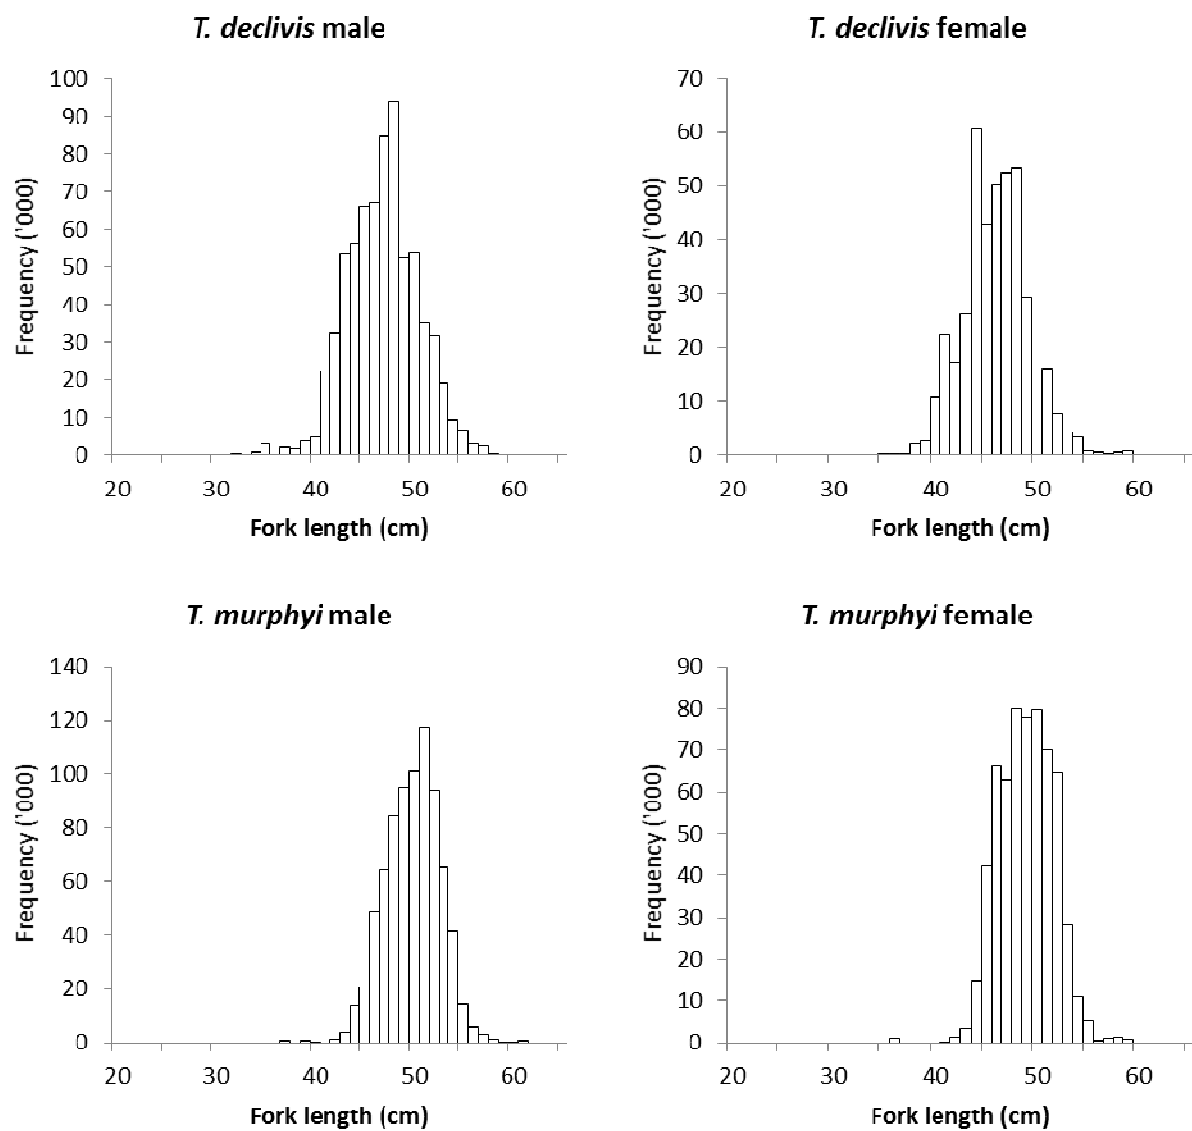 T. declivis male
100
90
80
70
60
50
40
30
20
10
0
Frequency ('000)
20 30 40 50 60
Fork length (cm)
T. declivis female
70
60
50
40
30
20
10
0
Frequency ('000)
20 30 40 50 60
Fork length (cm)
T. murphyi male
140
120
100
80
60
40
20
0
Frequency ('000)
20 30 40 50 60
Fork length (cm)
T. murphyi female
90
80
70
60
50
40
30
20
10
0
Frequency ('000)
20 30 40 50 60
Fork length (cm)